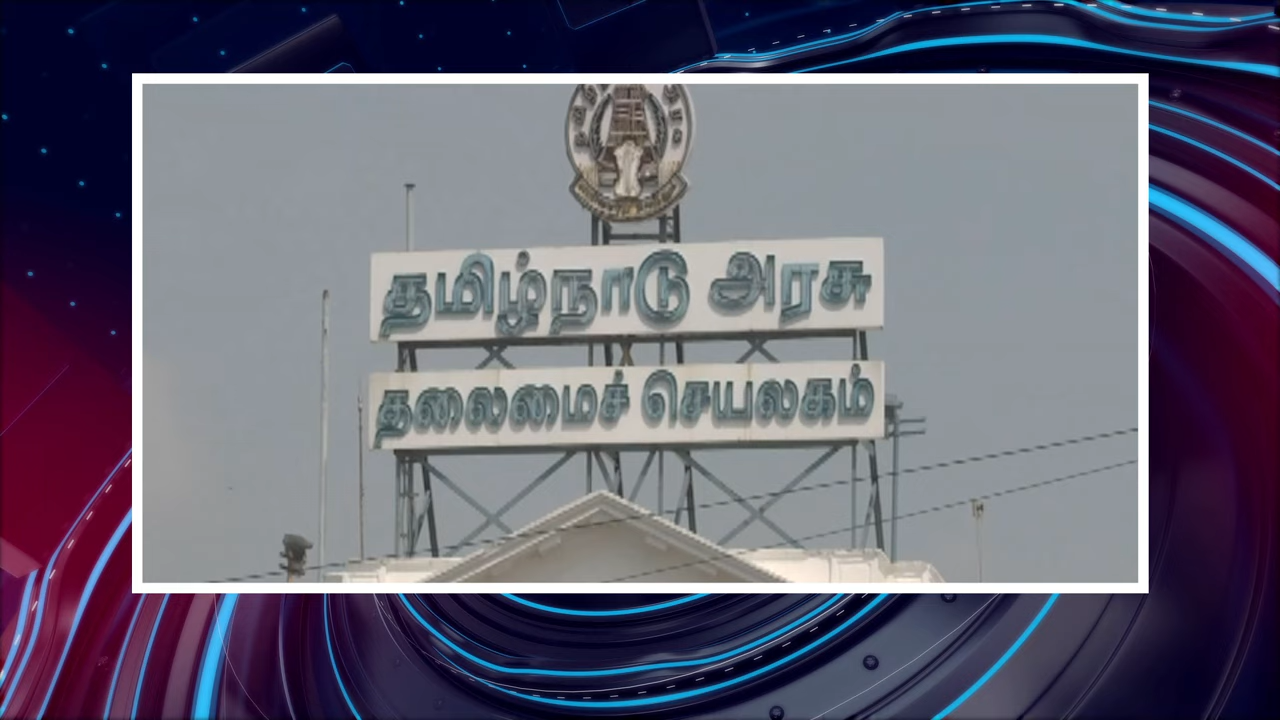 தமிழ்நாடு அரசு
தலைமைச் செயலகம்